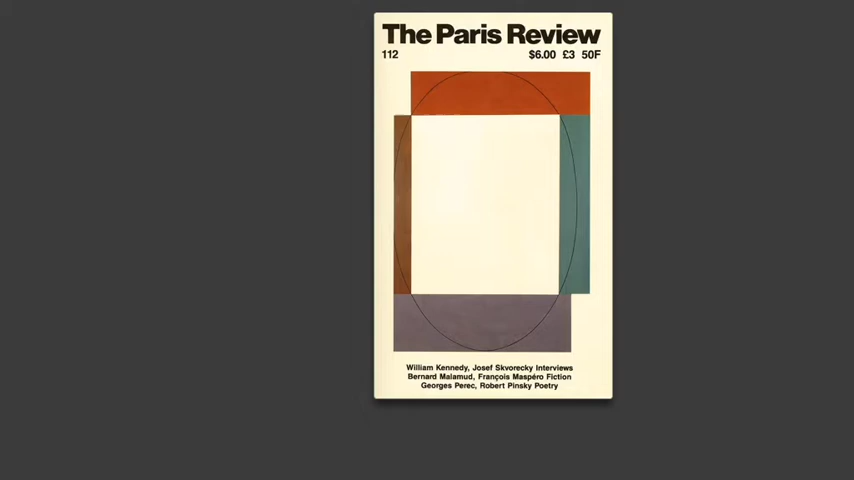 The Paris Review
112 $6.00 £3 50F
William Kennedy, Josef Skvorecky Interviews
Bernard Malamud, François Maspéro Fiction
Georges Perec, Robert Pinsky Poetry